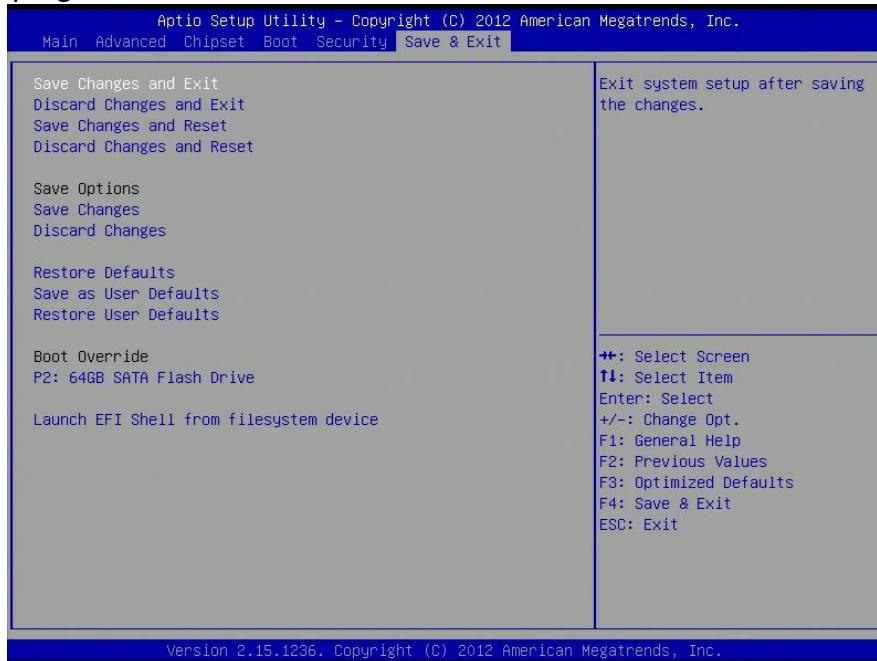 Aptio Setup Utility – Copyright (C) 2012 American Megatrends, Inc.
Main Advanced Chipset Boot Security Save & Exit
Save Changes and Exit
Discard Changes and Exit
Save Changes and Reset
Discard Changes and Reset
Save Options
Save Changes
Discard Changes
Restore Defaults
Save as User Defaults
Restore User Defaults
Boot Override
P2: 64GB SATA Flash Drive
Launch EFI Shell from filesystem device
Exit system setup after saving
the changes.
→←: Select Screen
↑↓: Select Item
Enter: Select
+/-: Change Opt.
F1: General Help
F2: Previous Values
F3: Optimized Defaults
F4: Save & Exit
ESC: Exit
Version 2.15.1236. Copyright (C) 2012 American Megatrends, Inc.